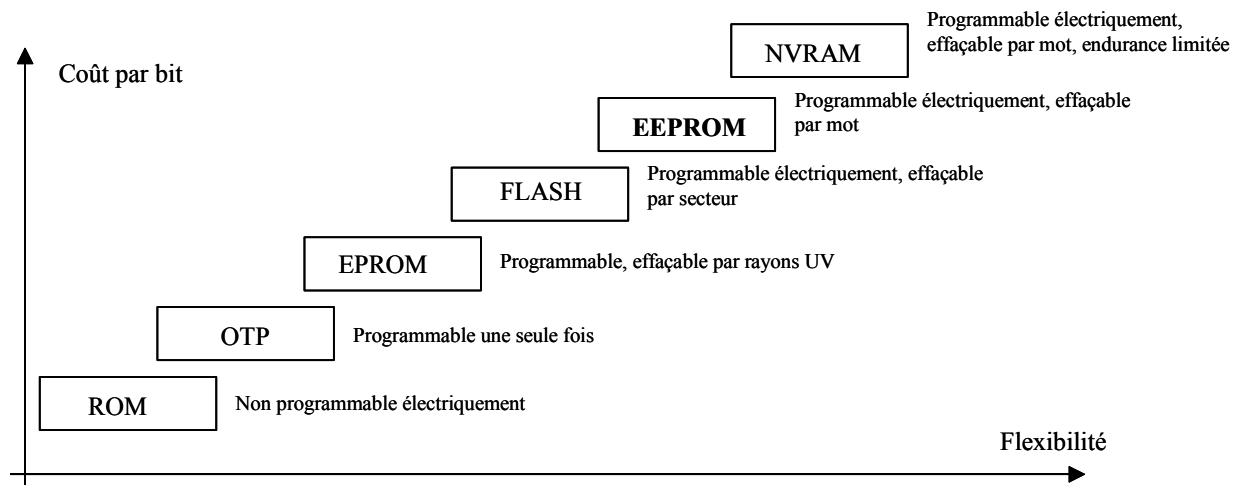 Coût par bit
NVRAM
Programmable électriquement,
effaçable par mot, endurance limitée
EEPROM
Programmable électriquement, effaçable
par mot
FLASH
Programmable électriquement, effaçable
par secteur
EPROM
Programmable, effaçable par rayons UV
OTP
Programmable une seule fois
ROM
Non programmable électriquement
Flexibilité